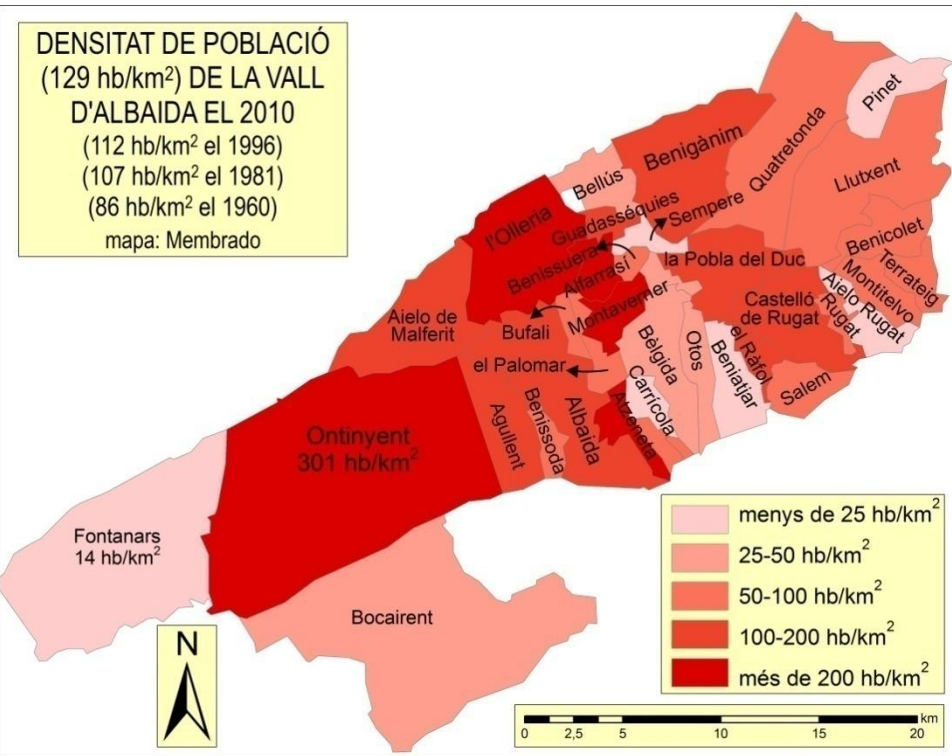 DENSITAT DE POBLACIÓ
(129 hb/km²) DE LA VALL
D'ALBAIDA EL 2010
(112 hb/km² el 1996)
(107 hb/km² el 1981)
(86 hb/km² el 1960)
mapa: Membrado
Pinet
Quatretonda
Benigànim
Bellús
Llutxent
Guadasséquies
Sempere
l'Olleria
Benicolet
Benissuera
la Pobla del Duc
Terrateig
Alfarrasí
Montitelvo
Aielo Rugat
Rugat
Castelló
de Rugat
Montaverner
Aielo de
Malferit
Bufali
el Palomar
Bèlgida
Otos
Beniatjar
el Ràfol
Salem
Carrícola
Atzeneta
Albaida
Benissoda
Agullent
Ontinyent
301 hb/km²
Fontanars
14 hb/km²
Bocairent
menys de 25 hb/km²
25-50 hb/km²
50-100 hb/km²
100-200 hb/km²
més de 200 hb/km²
N
km
0 2,5 5 10 15 20